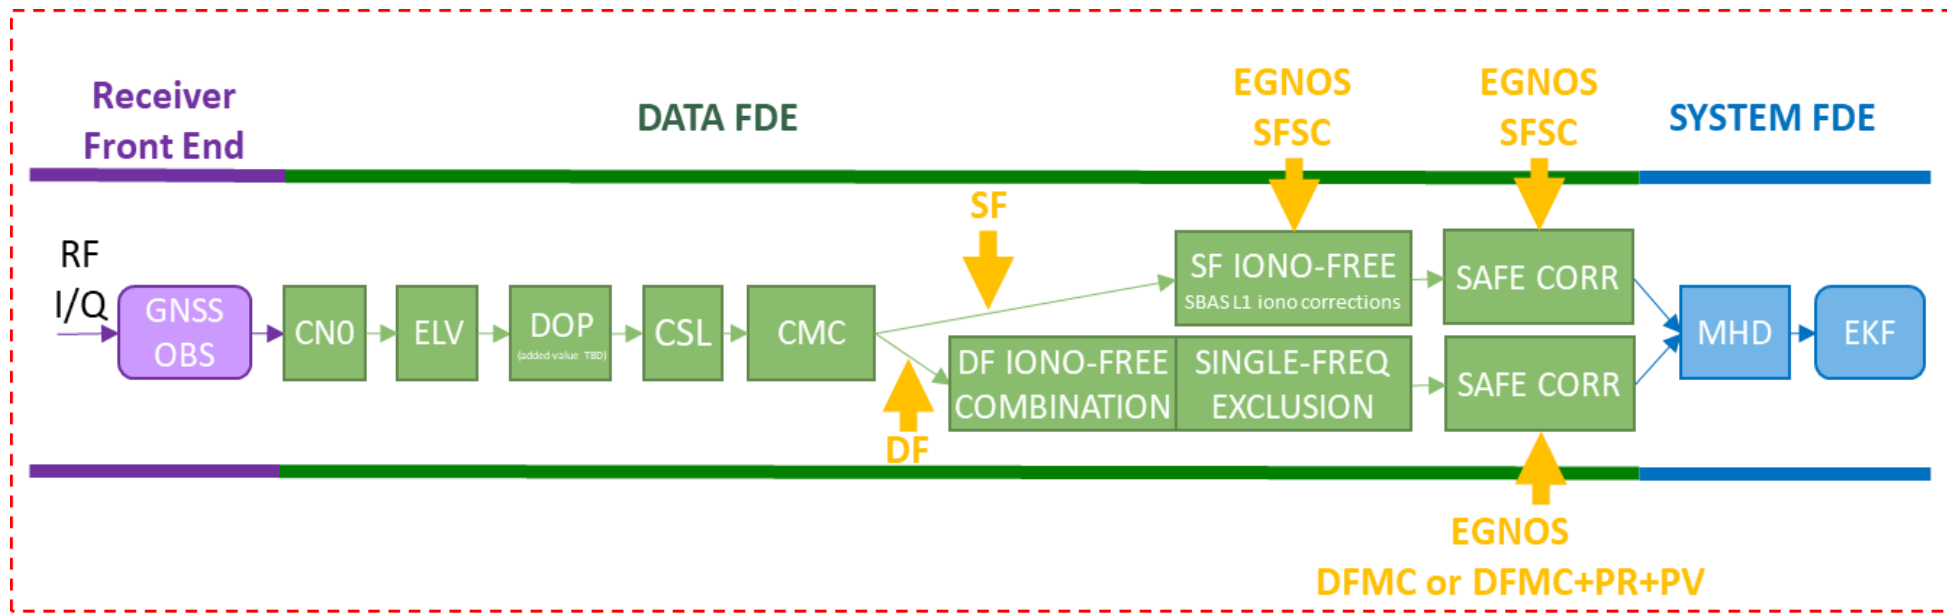 Receiver
Front End
DATA FDE
EGNOS
SFSC
EGNOS
SFSC
SYSTEM FDE
SF
RF
I/Q
GNSS
OBS
CN0
ELV
DOP
(added value TBD)
CSL
CMC
SF IONO-FREE
SBAS L1 iono corrections
SAFE CORR
DF IONO-FREE
COMBINATION
SINGLE-FREQ
EXCLUSION
SAFE CORR
MHD
EKF
DF
EGNOS
DFMC or DFMC+PR+PV